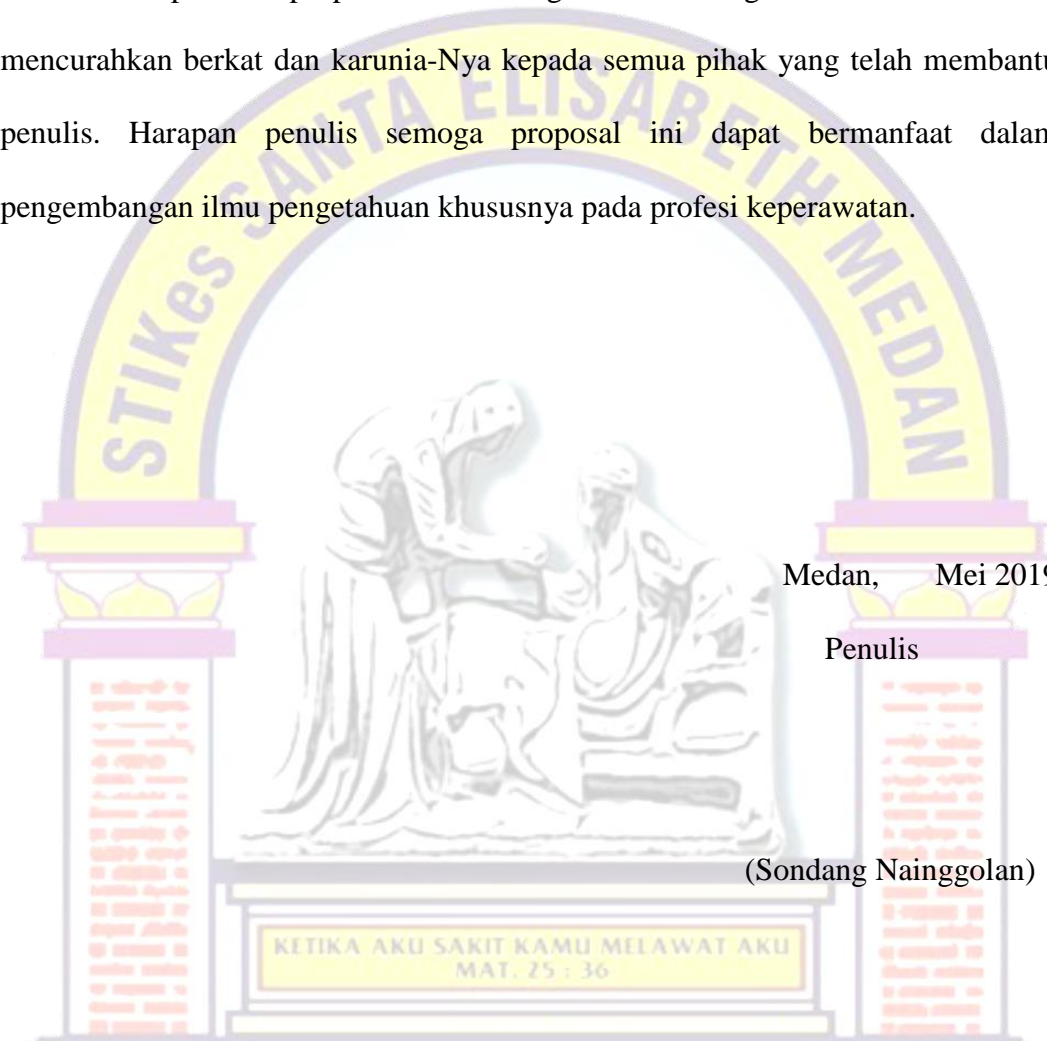 mencurahkan berkat dan karunia-Nya kepada semua pihak yang telah membantu
penulis. Harapan penulis semoga proposal ini dapat bermanfaat dalam
pengembangan ilmu pengetahuan khususnya pada profesi keperawatan.
STIKes SANTA ELISABETH MEDAN
Medan, Mei 2019
Penulis
(Sondang Nainggolan)
KETIKA AKU SAKIT KAMU MELAWAT AKU
MAT. 25 : 36